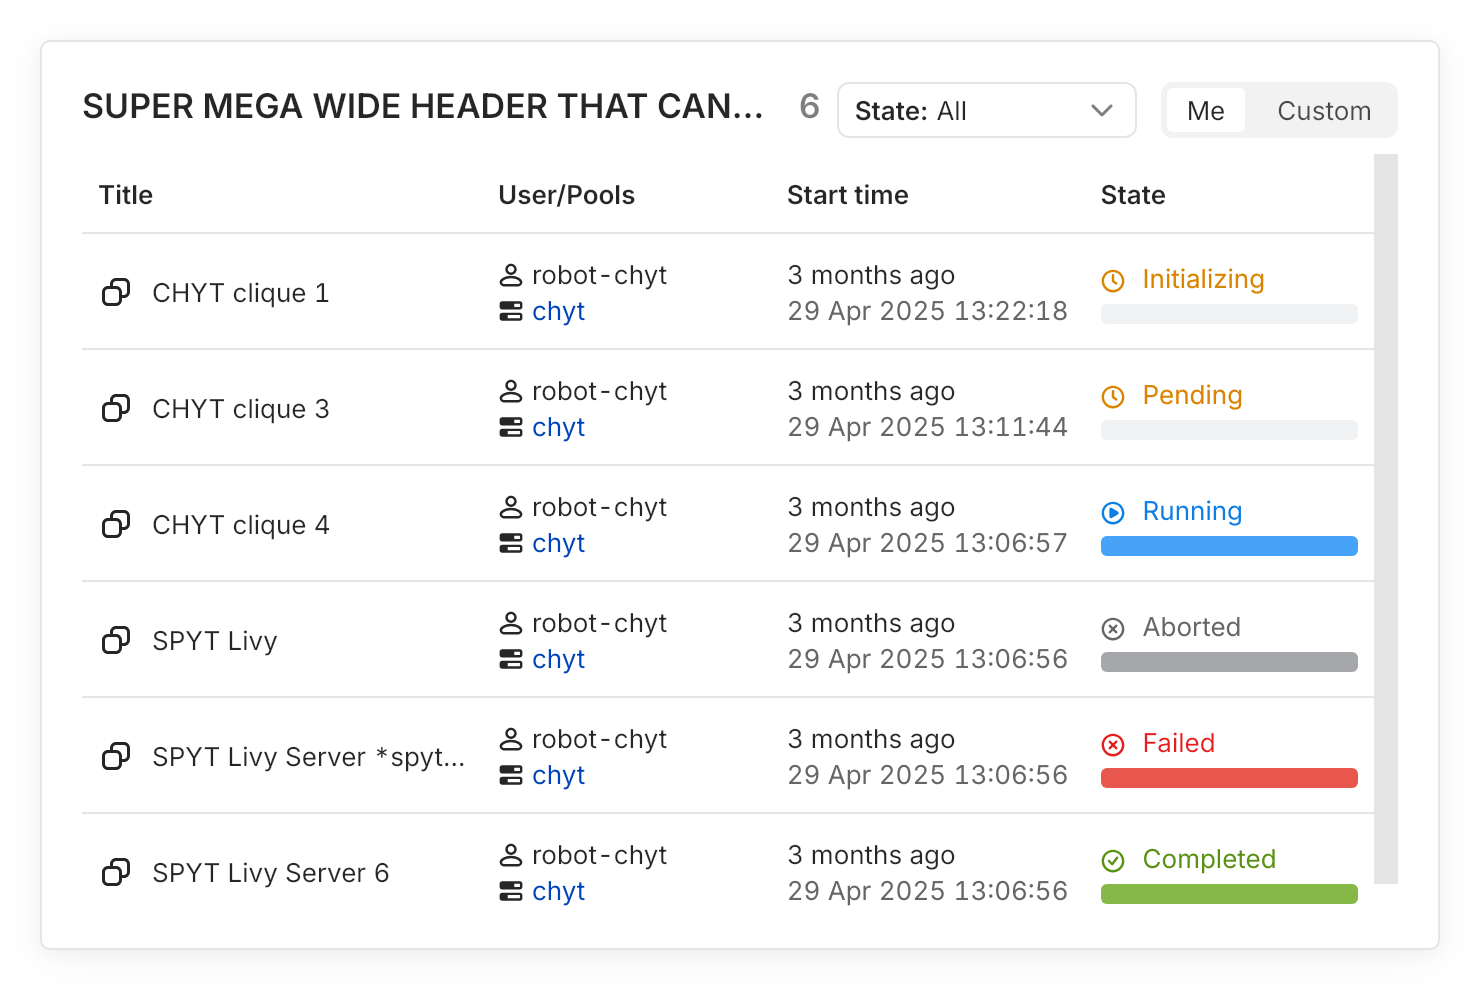 SUPER MEGA WIDE HEADER THAT CAN... 6 State: All Me Custom
Title User/Pools Start time State
CHYT clique 1 robot-chyt 3 months ago Initializing
chyt 29 Apr 2025 13:22:18
CHYT clique 3 robot-chyt 3 months ago Pending
chyt 29 Apr 2025 13:11:44
CHYT clique 4 robot-chyt 3 months ago Running
chyt 29 Apr 2025 13:06:57
SPYT Livy robot-chyt 3 months ago Aborted
chyt 29 Apr 2025 13:06:56
SPYT Livy Server *spyt... robot-chyt 3 months ago Failed
chyt 29 Apr 2025 13:06:56
SPYT Livy Server 6 robot-chyt 3 months ago Completed
chyt 29 Apr 2025 13:06:56